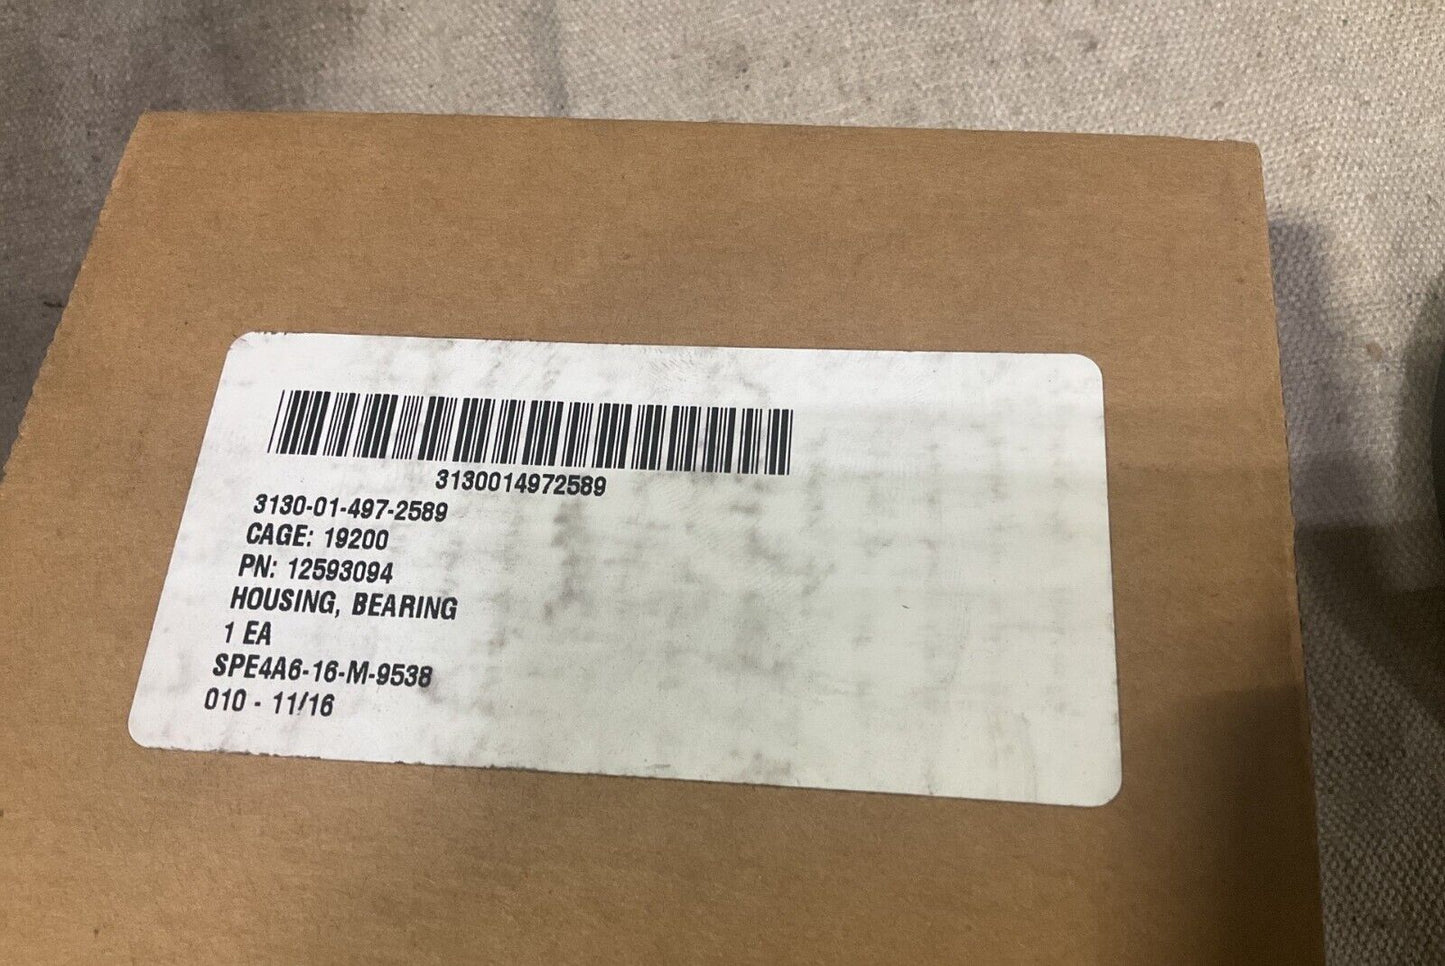 3130014972589
3130-01-497-2589
CAGE: 19200
PN: 12593094
HOUSING, BEARING
1 EA
SPE4A6-16-M-9538
010 - 11/16